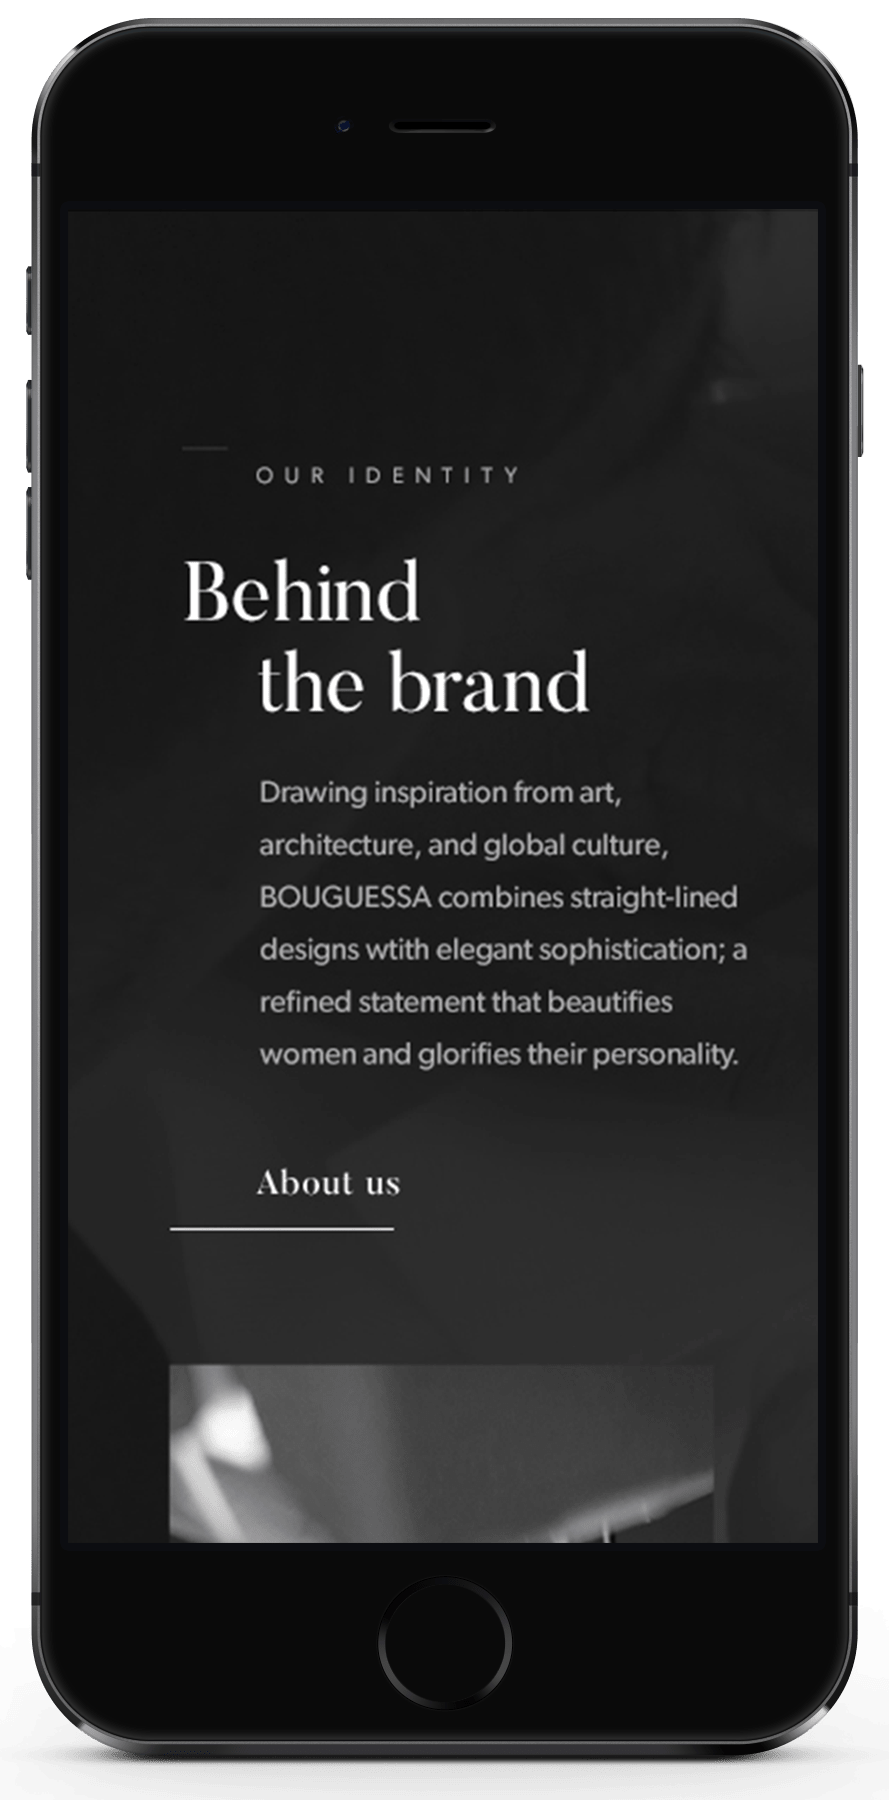 OUR IDENTITY
Behind
the brand
Drawing inspiration from art,
architecture, and global culture,
BOUGUESSA combines straight-lined
designs wtith elegant sophistication; a
refined statement that beautifies
women and glorifies their personality.
About us